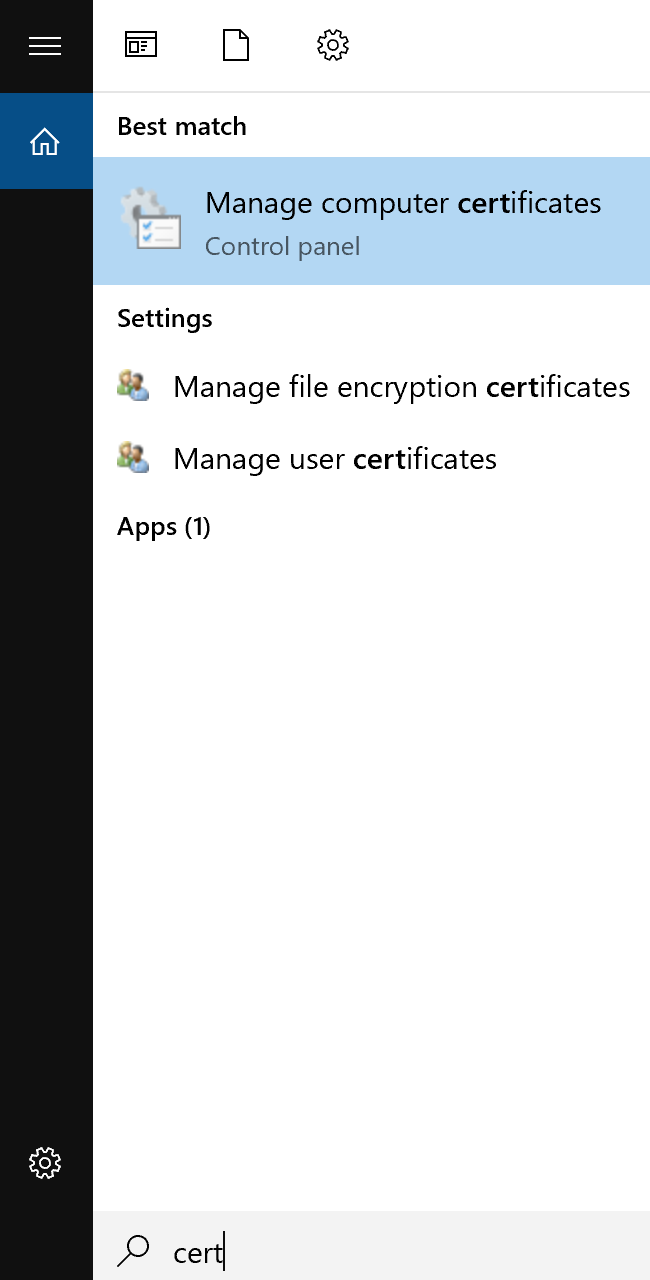 Best match
Manage computer certificates
Control panel
Settings
Manage file encryption certificates
Manage user certificates
Apps (1)
cert